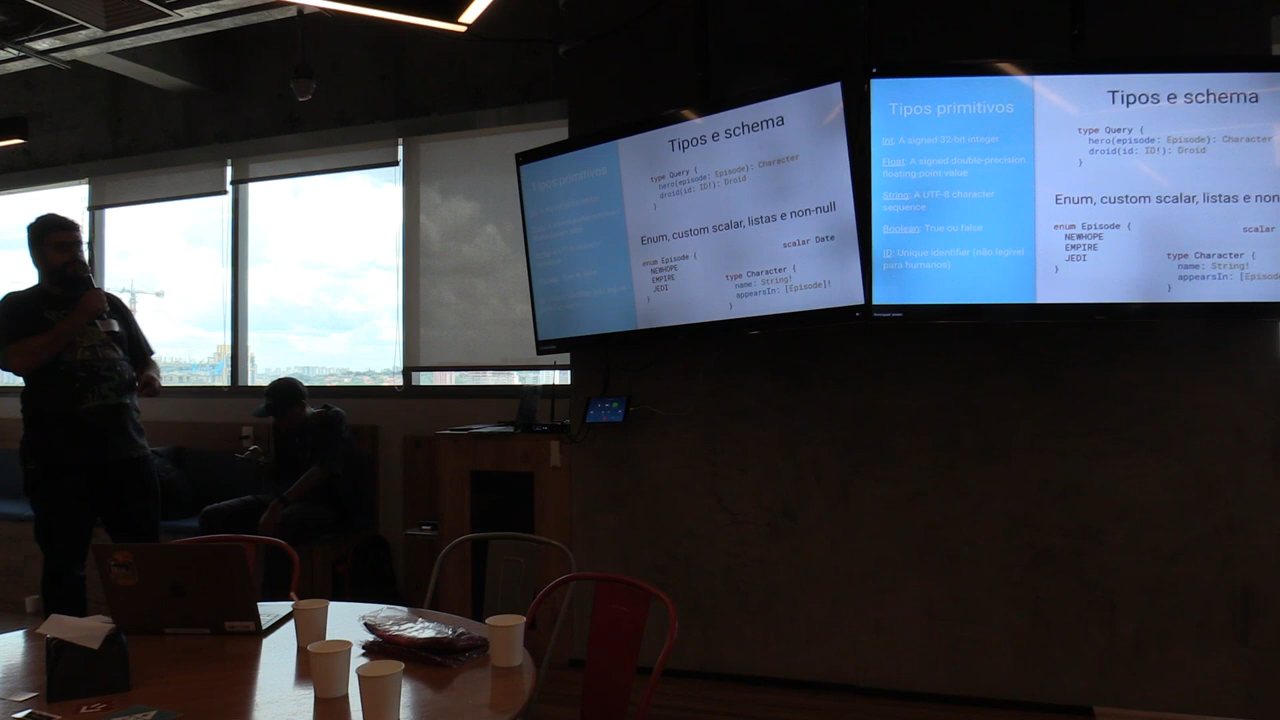 Tipos primitivos
Tipos e schema
type Query {
hero(episode: Episode): Character
droid(id: ID!): Droid
}
Enum, custom scalar, listas e non-null
enum Episode {
NEWHOPE
EMPIRE
JEDI
}
scalar Date
type Character {
name: String!
appearsIn: [Episode]!
}
Tipos primitivos
Int: A signed 32-bit integer
Float: A signed double-precision
floating-point value
String: A UTF-8 character
sequence
Boolean: True ou false
ID: Unique identifier (não legível
para humanos)
Tipos e schema
type Query {
hero(episode: Episode): Character
droid(id: ID!): Droid
}
Enum, custom scalar, listas e non
enum Episode {
NEWHOPE
EMPIRE
JEDI
}
scalar
type Character {
name: String!
appearsIn: [Episode
}